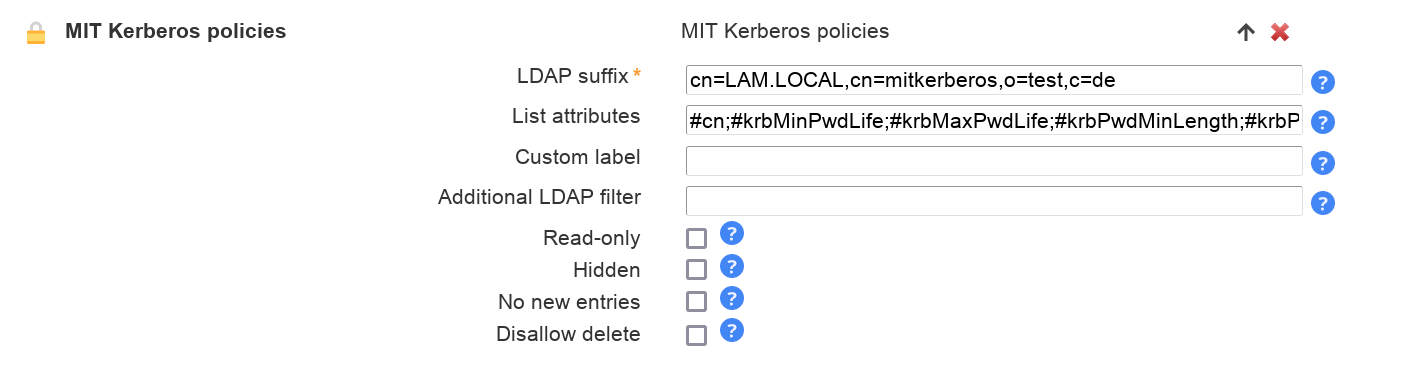 MIT Kerberos policies MIT Kerberos policies
LDAP suffix * cn=LAM.LOCAL,cn=mitkerberos,o=test,c=de ?
List attributes #cn;#krbMinPwdLife;#krbMaxPwdLife;#krbPwdMinLength;#krbP ?
Custom label ?
Additional LDAP filter ?
Read-only ?
Hidden ?
No new entries ?
Disallow delete ?